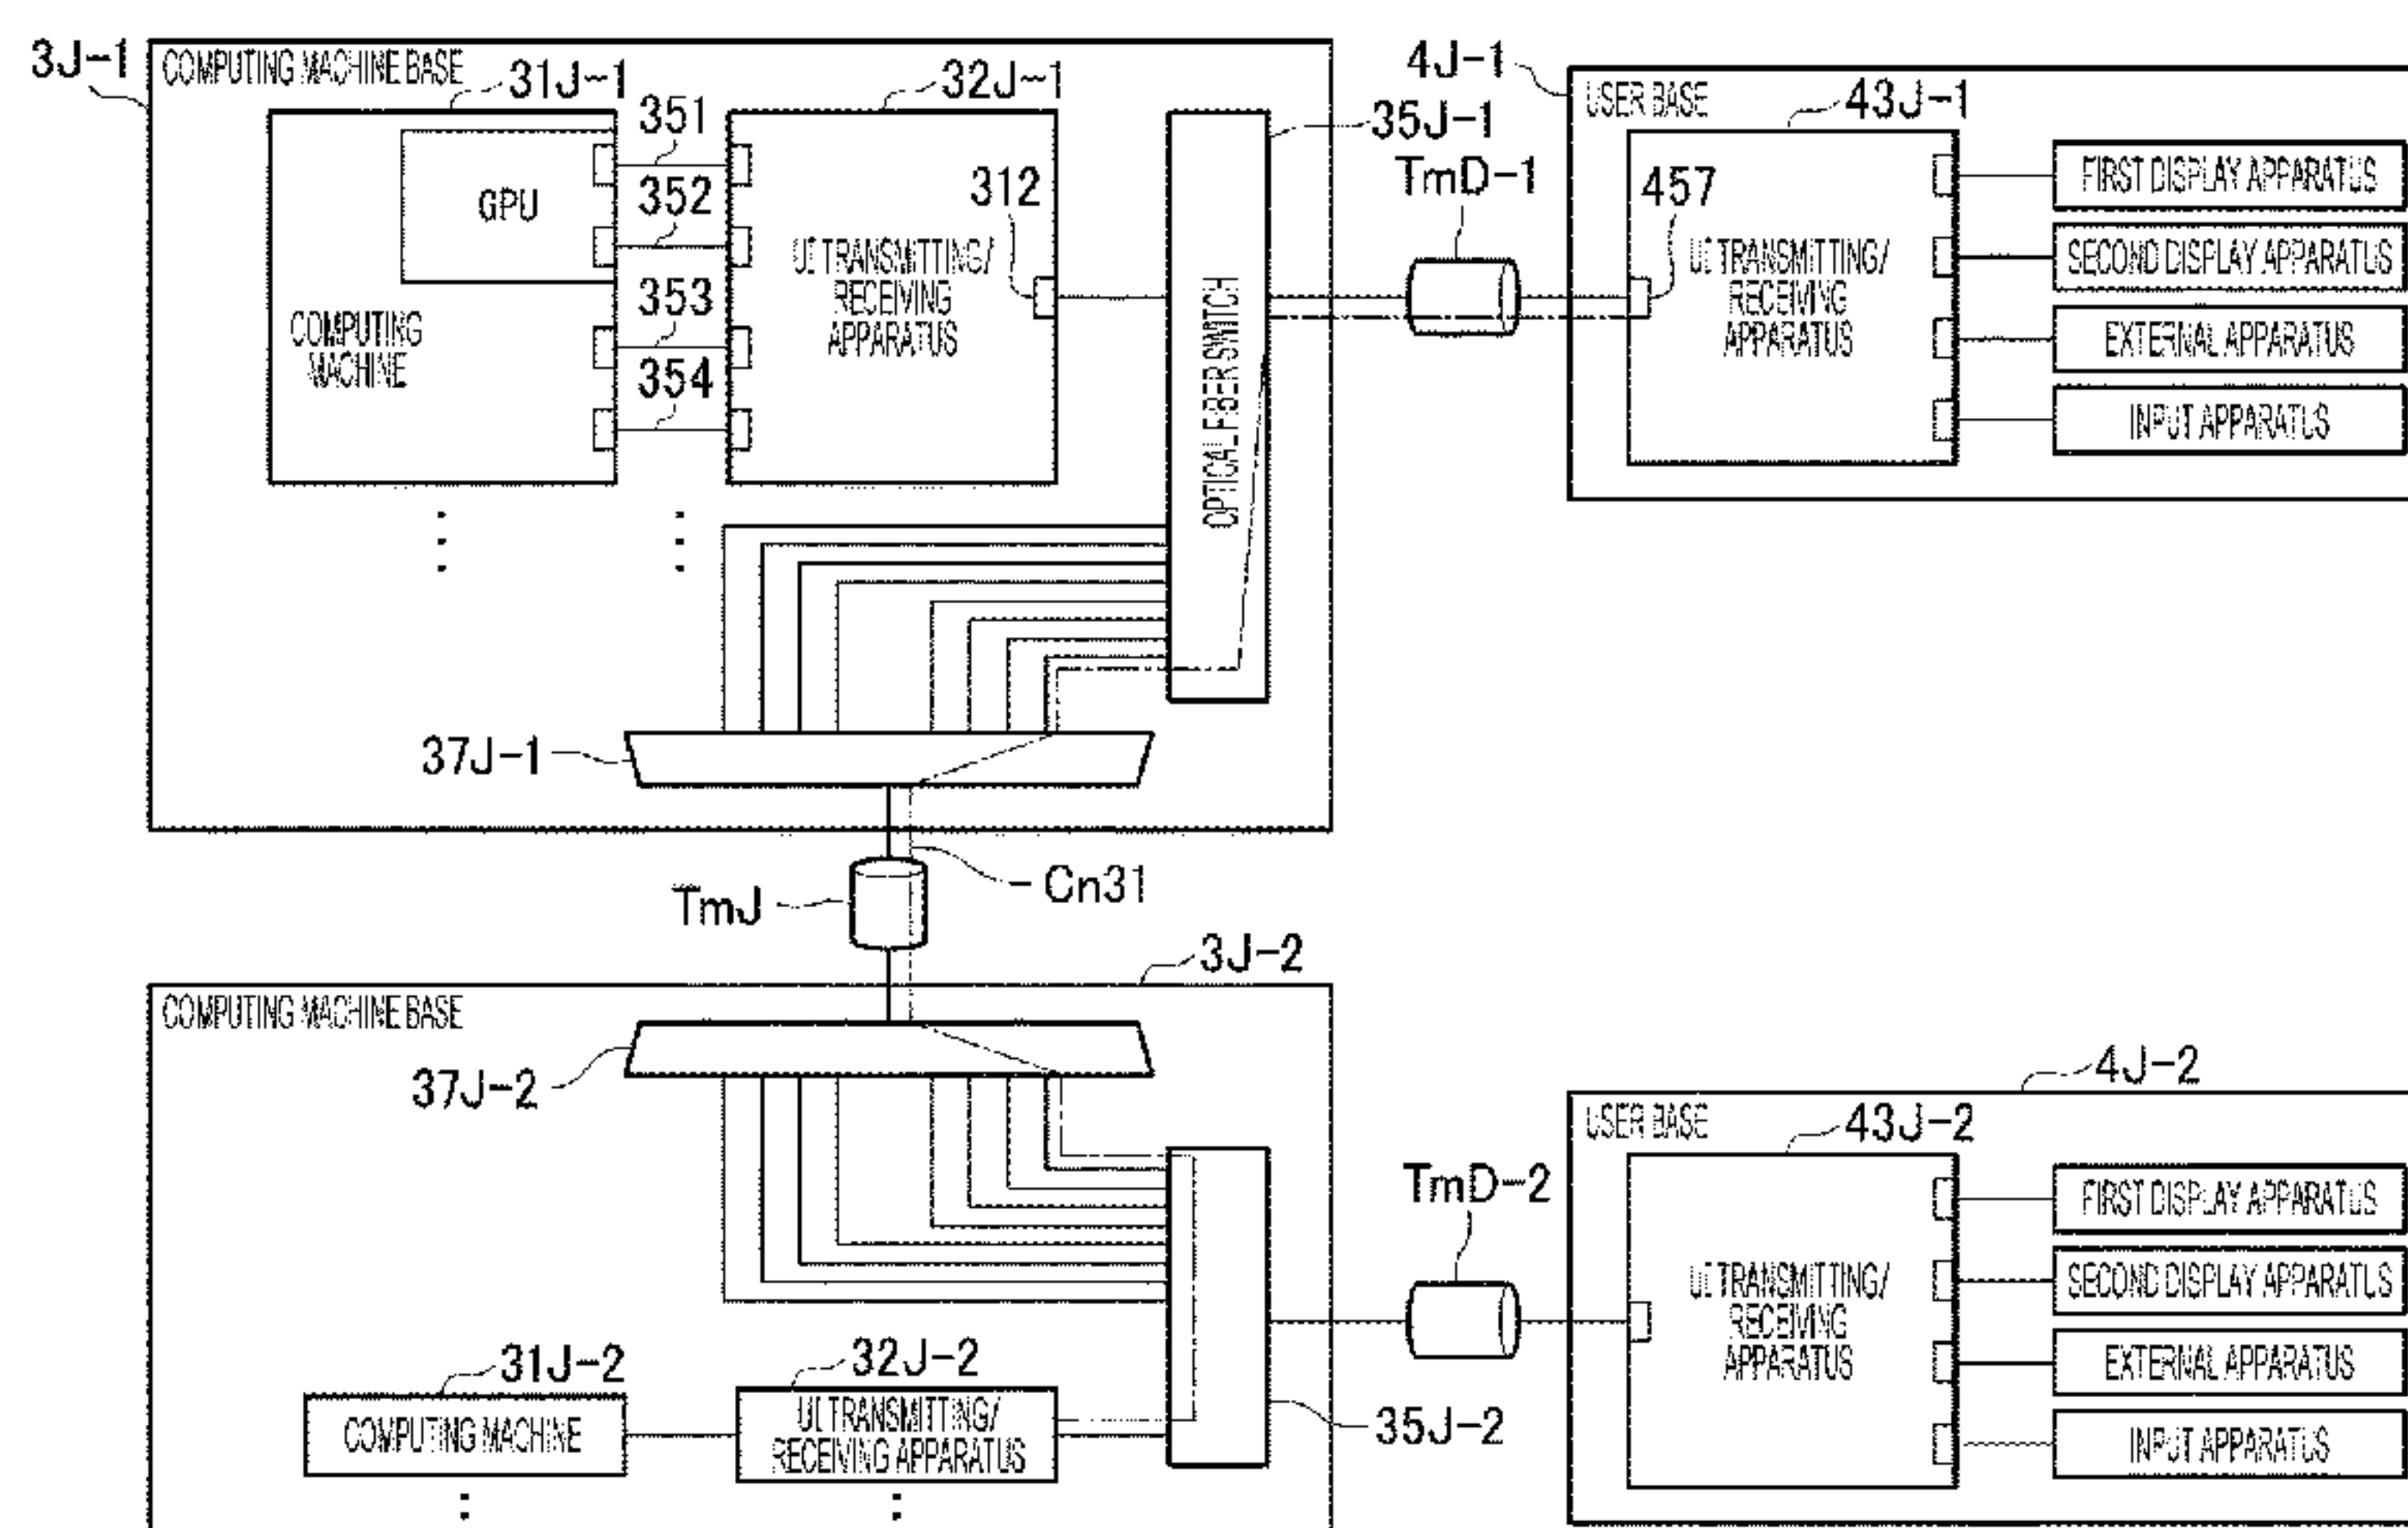 3J-1
COMPUTING MACHINE BASE
31J-1
32J-1
351
352
353
354
GPU
COMPUTING
MACHINE
UI TRANSMITTING/
RECEIVING
APPARATUS
312
OPTICAL FIBER SWITCH
35J-1
TmD-1
4J-1
USER BASE
43J-1
457
UI TRANSMITTING/
RECEIVING
APPARATUS
FIRST DISPLAY APPARATUS
SECOND DISPLAY APPARATUS
EXTERNAL APPARATUS
INPUT APPARATUS
37J-1
TmJ
Cn31
3J-2
COMPUTING MACHINE BASE
37J-2
31J-2
COMPUTING MACHINE
32J-2
UI TRANSMITTING/
RECEIVING APPARATUS
35J-2
TmD-2
4J-2
USER BASE
43J-2
UI TRANSMITTING/
RECEIVING
APPARATUS
FIRST DISPLAY APPARATUS
SECOND DISPLAY APPARATUS
EXTERNAL APPARATUS
INPUT APPARATUS